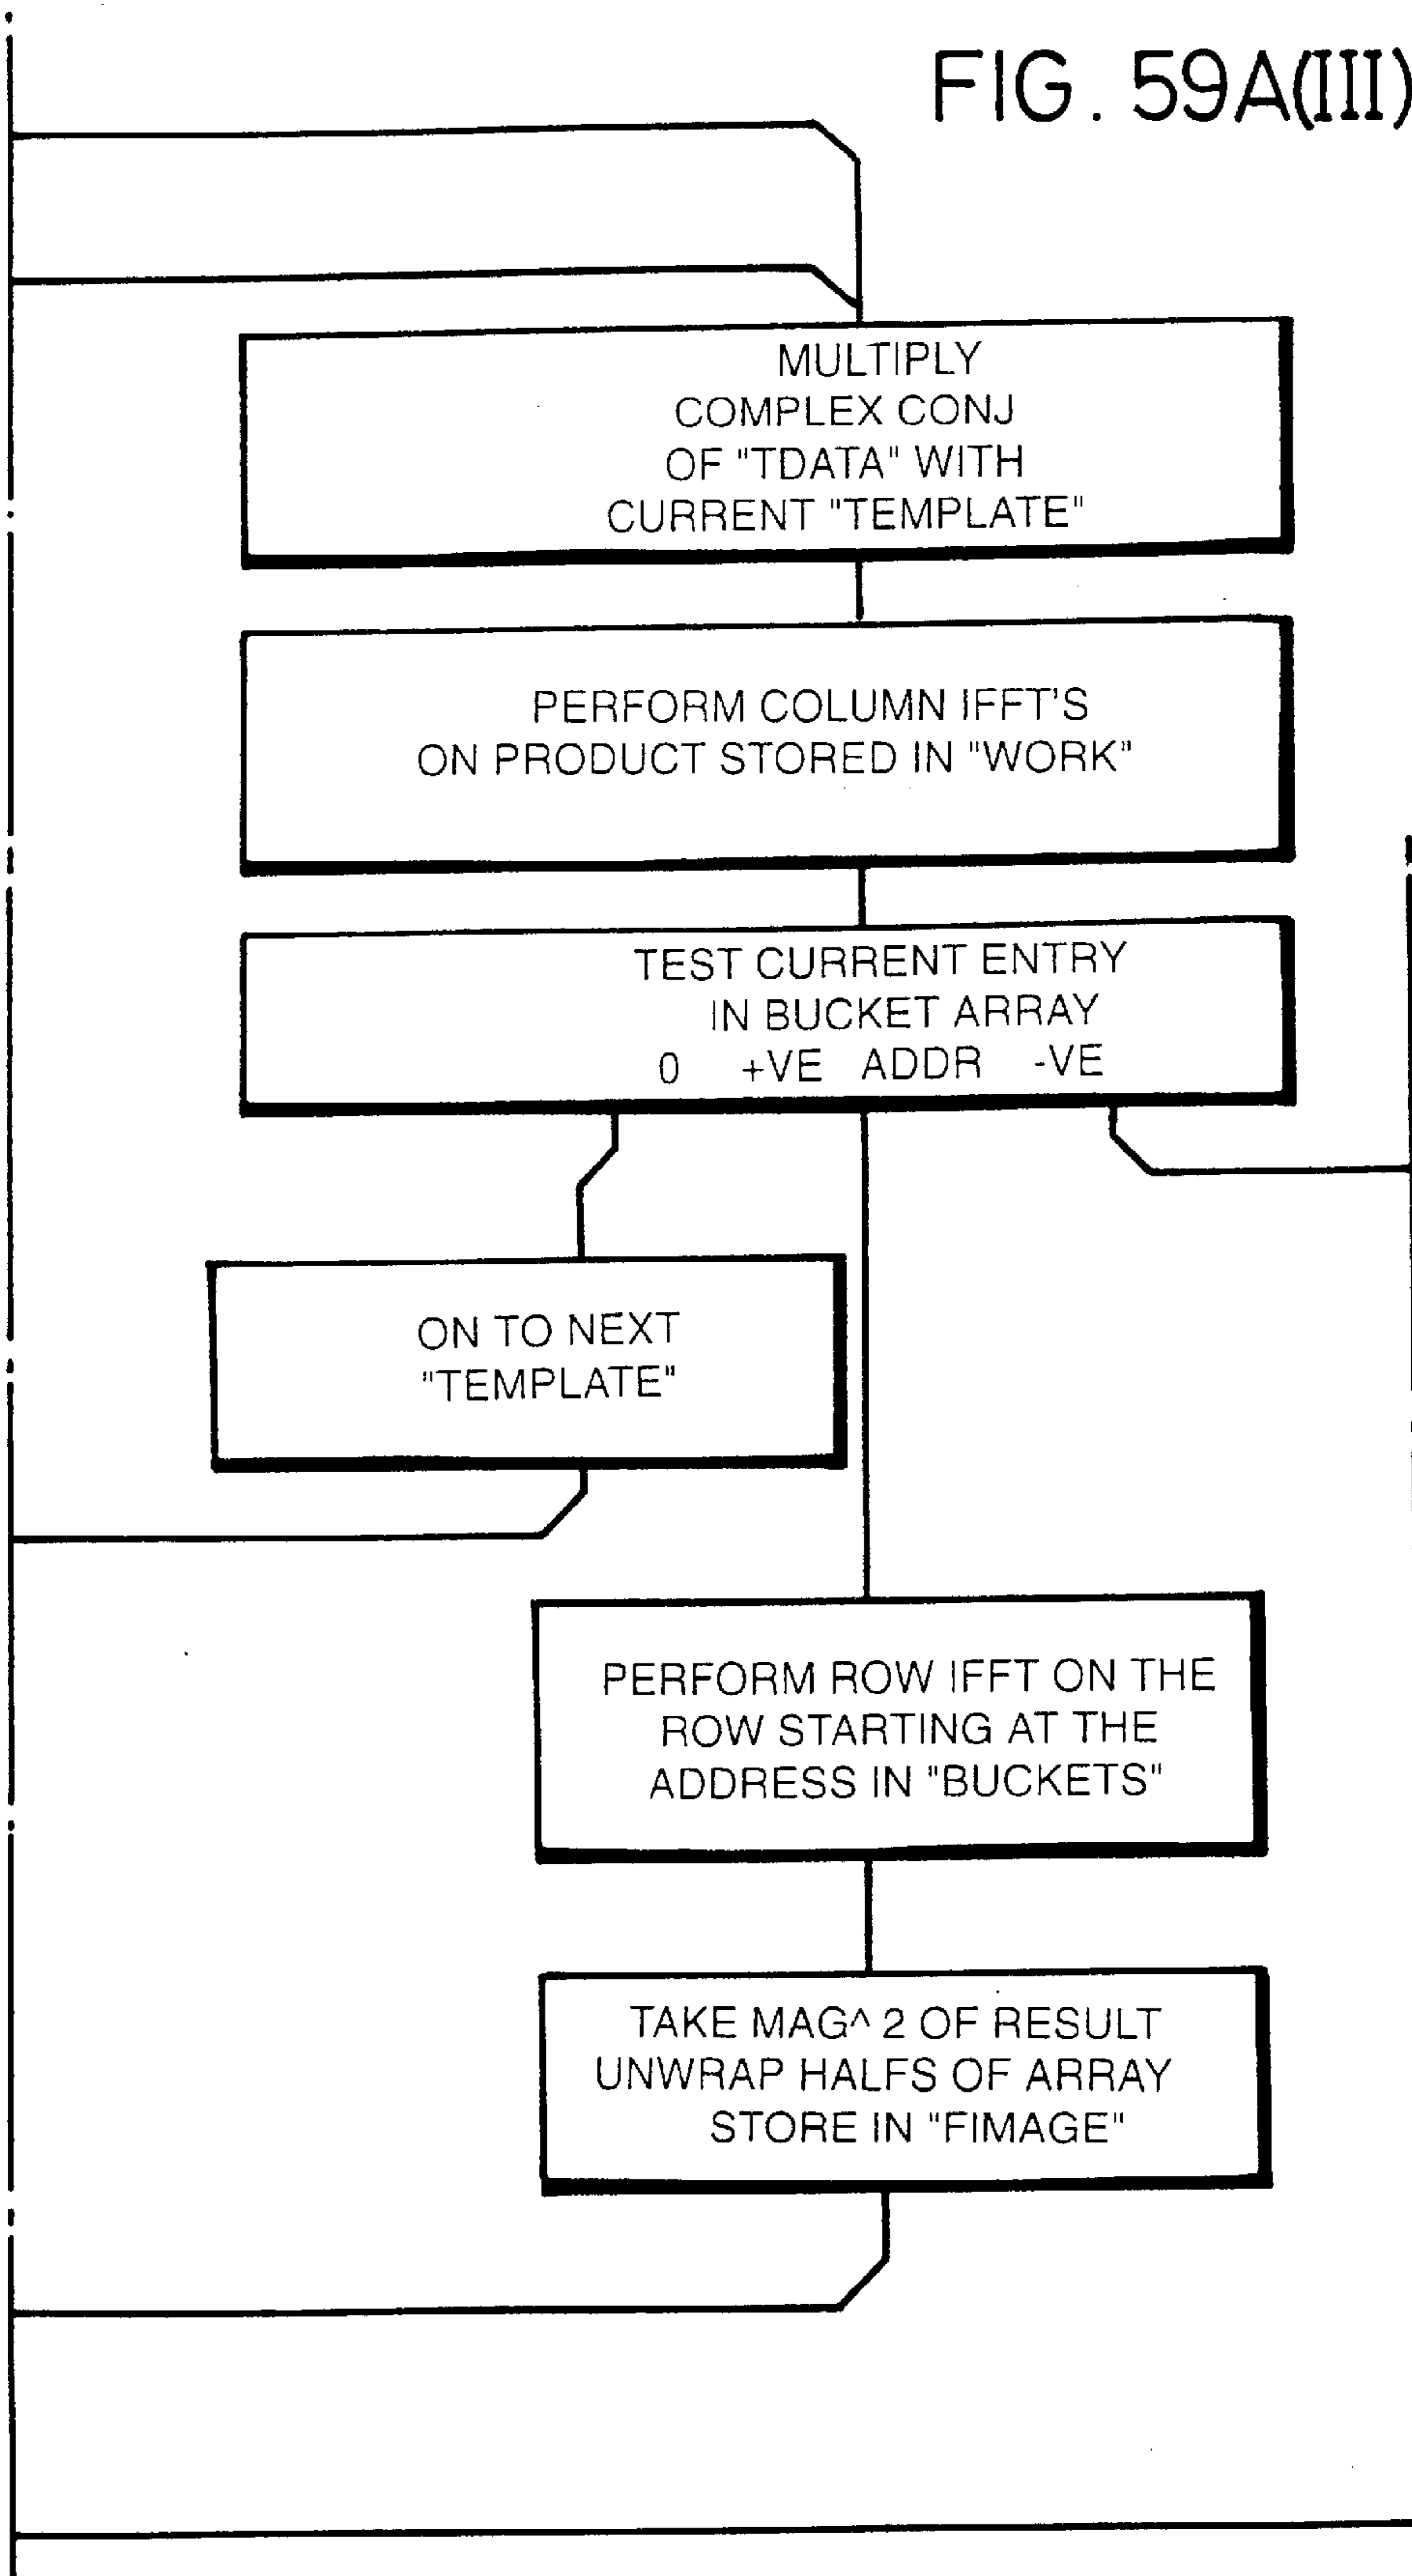 FIG. 59A(III)
MULTIPLY
COMPLEX CONJ
OF "TDATA" WITH
CURRENT "TEMPLATE"
PERFORM COLUMN IFFT'S
ON PRODUCT STORED IN "WORK"
TEST CURRENT ENTRY
IN BUCKET ARRAY
0 +VE ADDR -VE
ON TO NEXT
"TEMPLATE"
PERFORM ROW IFFT ON THE
ROW STARTING AT THE
ADDRESS IN "BUCKETS"
TAKE MAG^ 2 OF RESULT
UNWRAP HALFS OF ARRAY
STORE IN "FIMAGE"